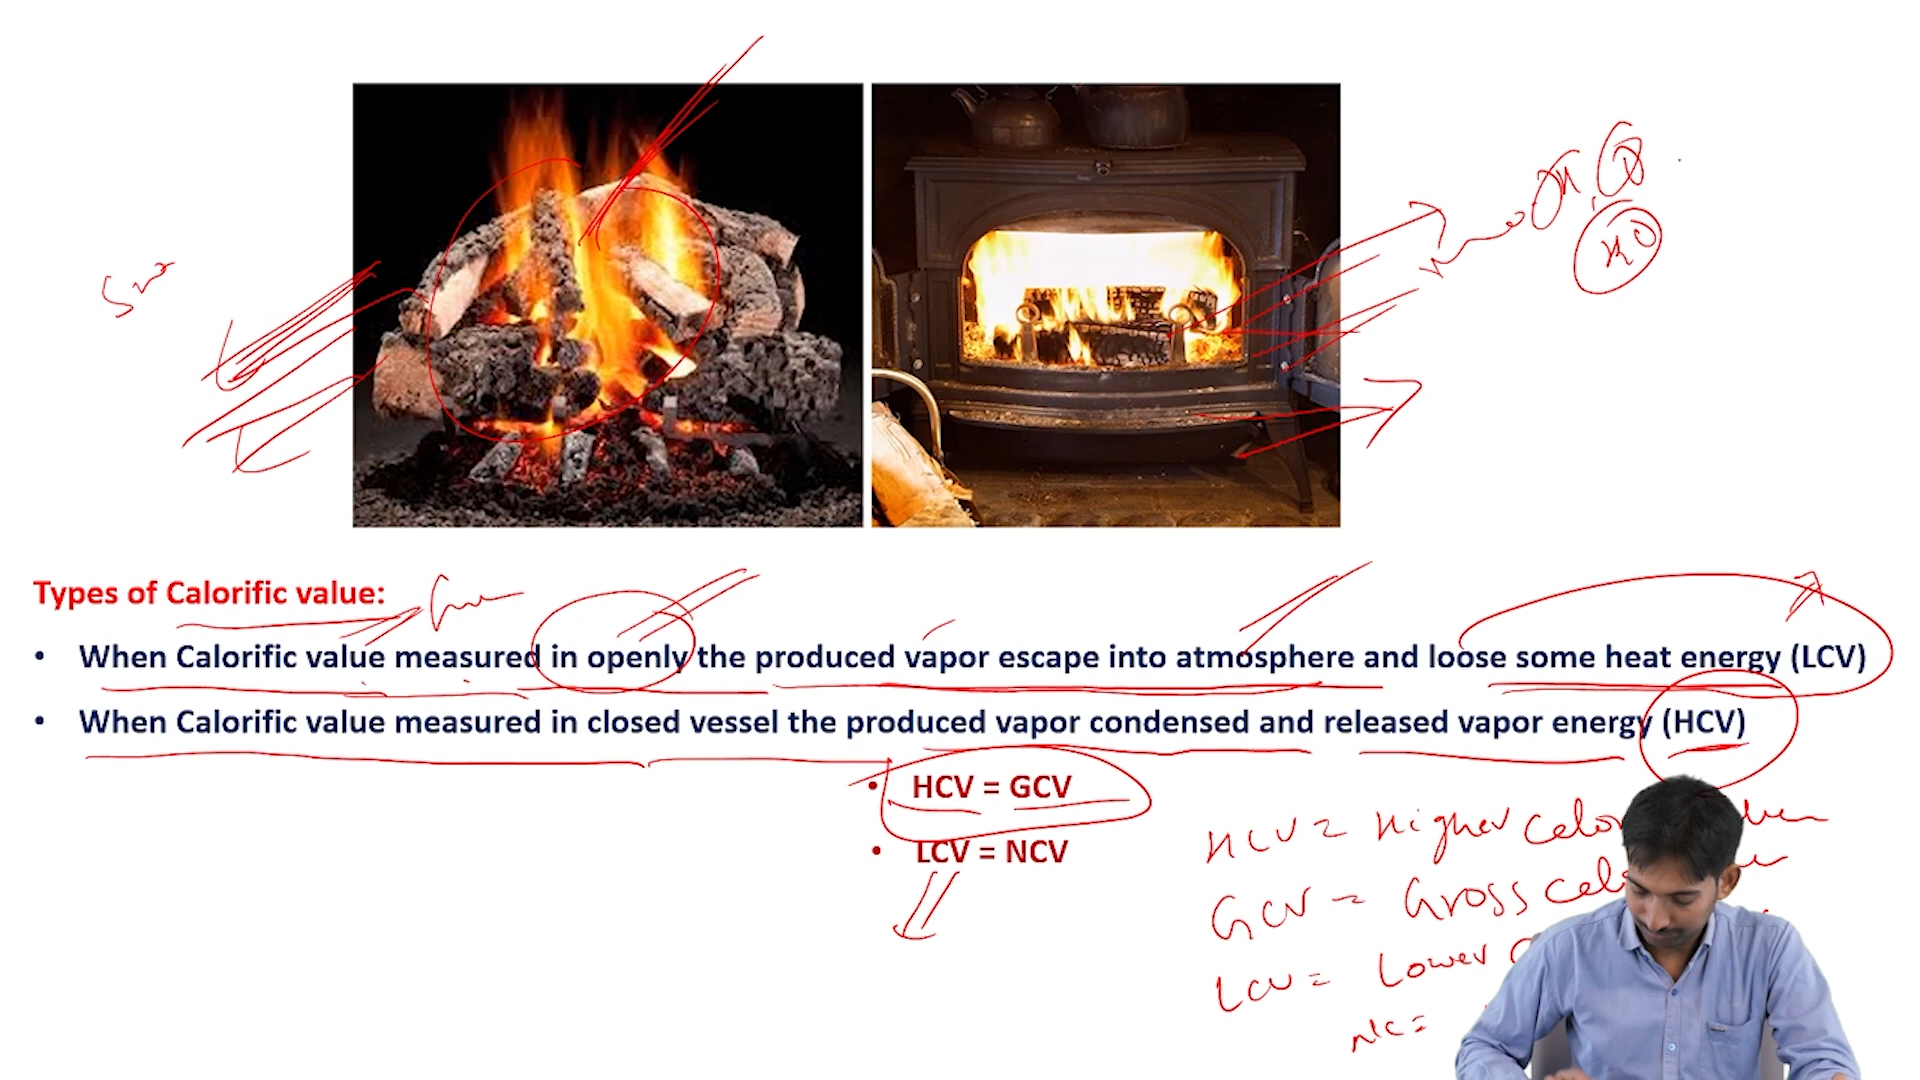 Types of Calorific value:
• When Calorific value measured in openly the produced vapor escape into atmosphere and loose some heat energy (LCV)
• When Calorific value measured in closed vessel the produced vapor condensed and released vapor energy (HCV)
• HCV = GCV
• LCV = NCV
HCV = Higher
GCV = Gross
LCV = Lower